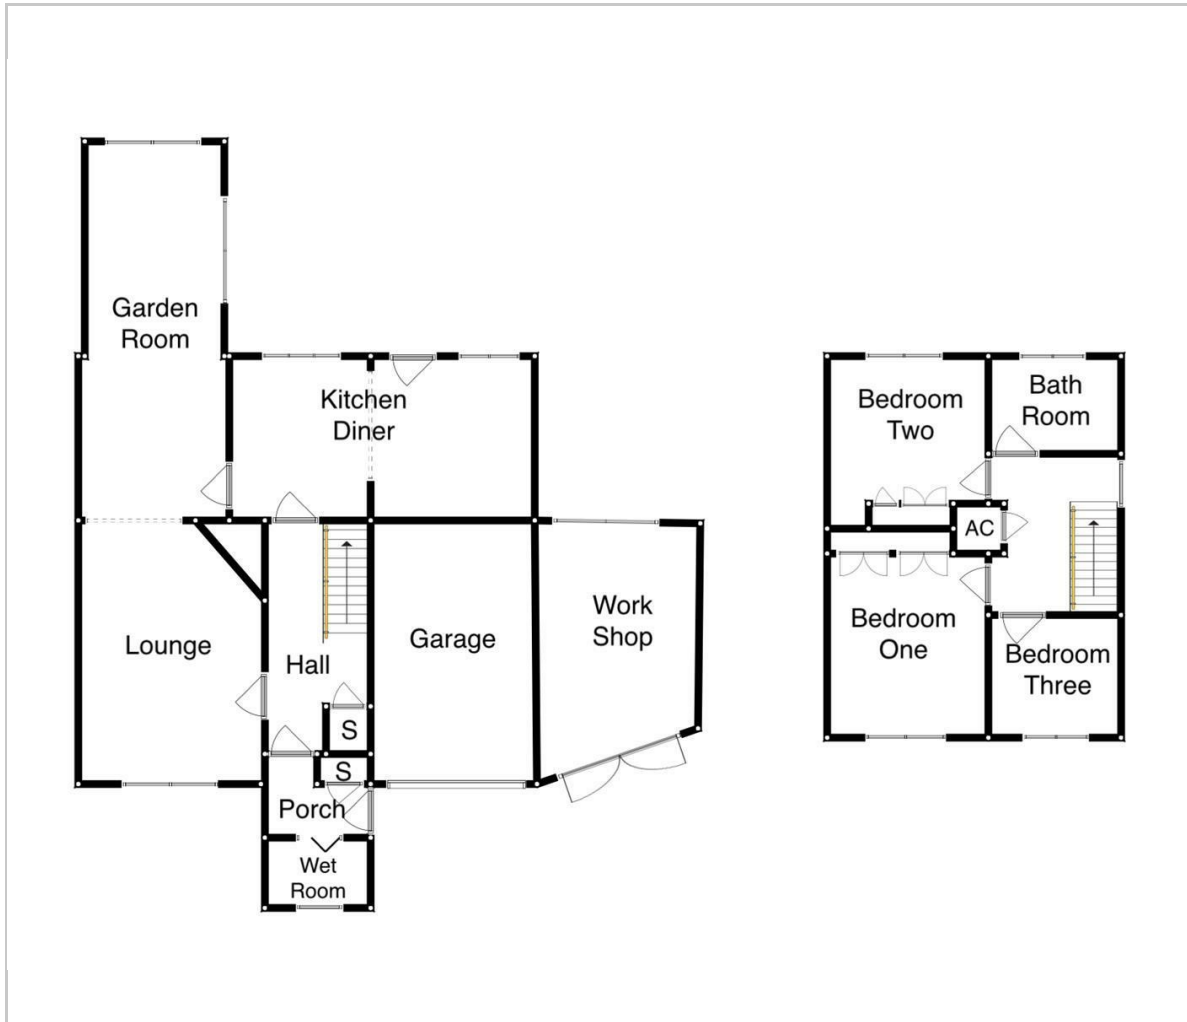 Garden
Room
Kitchen
Diner
Lounge
Hall
Garage
Work
Shop
S
S
Porch
Wet
Room
Bedroom
Two
Bath
Room
AC
Bedroom
One
Bedroom
Three